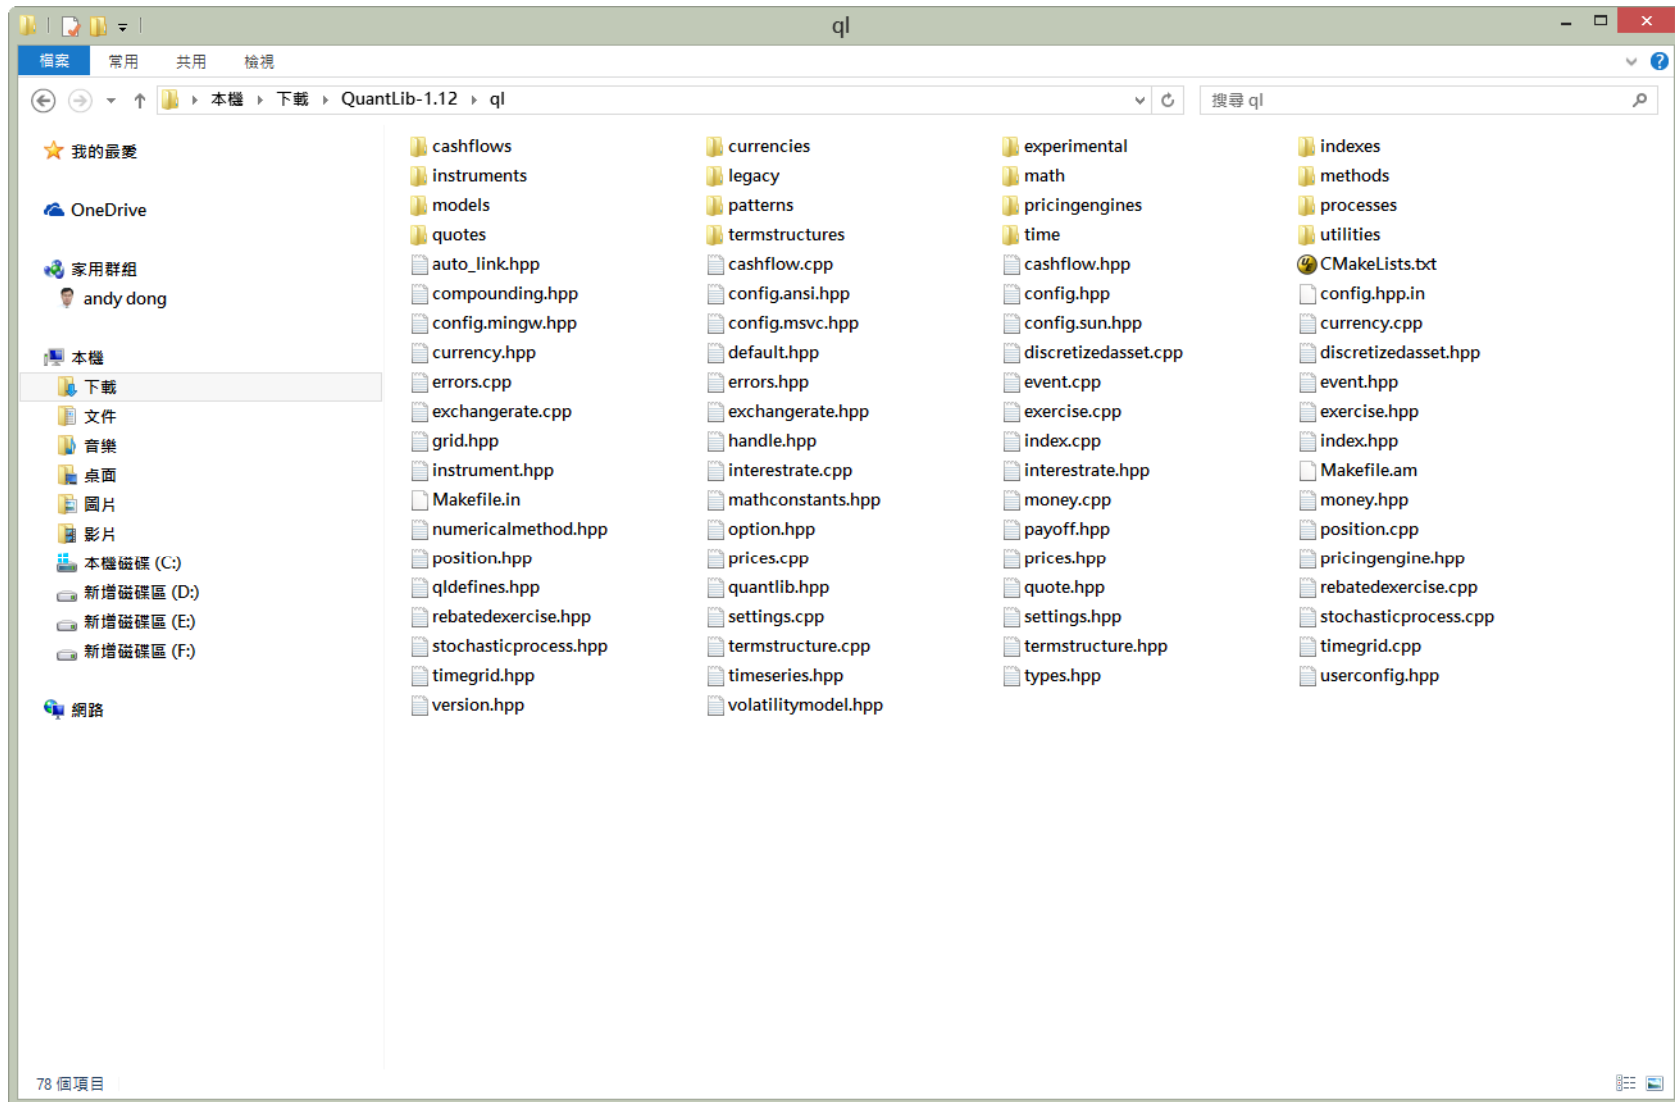 ql
檔案 常用 共用 檢視
本機 下載 QuantLib-1.12 ql 搜尋 ql
我的最愛
OneDrive
家用群組
andy dong
本機
下載
文件
音樂
桌面
圖片
影片
本機磁碟 (C:)
新增磁碟區 (D:)
新增磁碟區 (E:)
新增磁碟區 (F:)
網路
cashflows currencies experimental indexes
instruments legacy math methods
models patterns pricingengines processes
quotes termstructures time utilities
auto_link.hpp cashflow.cpp cashflow.hpp CMakeLists.txt
compounding.hpp config.ansi.hpp config.hpp config.hpp.in
config.mingw.hpp config.msvc.hpp config.sun.hpp currency.cpp
currency.hpp default.hpp discretizedasset.cpp discretizedasset.hpp
errors.cpp errors.hpp event.cpp event.hpp
exchangerate.cpp exchangerate.hpp exercise.cpp exercise.hpp
grid.hpp handle.hpp index.cpp index.hpp
instrument.hpp interestrate.cpp interestrate.hpp Makefile.am
Makefile.in mathconstants.hpp money.cpp money.hpp
numericalmethod.hpp option.hpp payoff.hpp position.cpp
position.hpp prices.cpp prices.hpp pricingengine.hpp
qldefines.hpp quantlib.hpp quote.hpp rebatedexercise.cpp
rebatedexercise.hpp settings.cpp settings.hpp stochasticprocess.cpp
stochasticprocess.hpp termstructure.cpp termstructure.hpp timegrid.cpp
timegrid.hpp timeseries.hpp types.hpp userconfig.hpp
version.hpp volatilitymodel.hpp
78 個項目